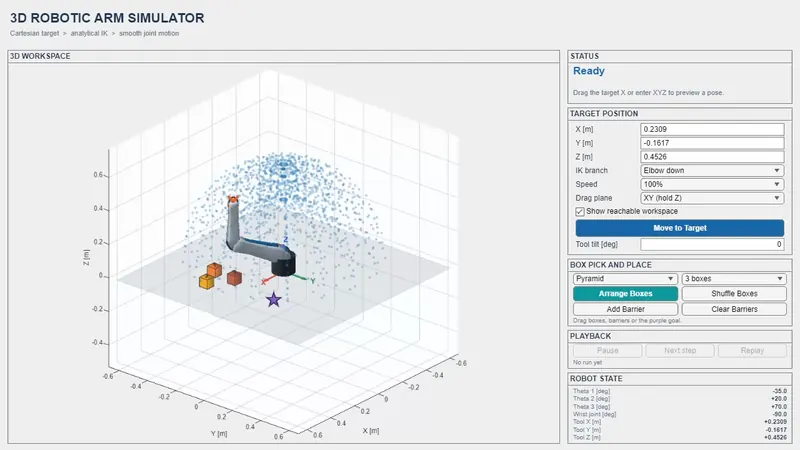 3D ROBOTIC ARM SIMULATOR
Cartesian target > analytical IK > smooth joint motion
3D WORKSPACE
0.6
0.4
0.2
0
-0.2
-0.4
Z [m]
Z
X
Y
-0.6
-0.4
-0.2
0
0.2
0.4
0.6
Y [m]
-0.6
-0.4
-0.2
0
0.2
0.4
0.6
X [m]
STATUS
Ready
Drag the target X or enter XYZ to preview a pose.
TARGET POSITION
X [m] 0.2309
Y [m] -0.1617
Z [m] 0.4526
IK branch Elbow down
Speed 100%
Drag plane XY (hold Z)
Show reachable workspace
Move to Target
Tool tilt [deg] 0
BOX PICK AND PLACE
Pyramid 3 boxes
Arrange Boxes Shuffle Boxes
Add Barrier Clear Barriers
Drag boxes, barriers or the purple goal.
PLAYBACK
Pause Next step Replay
No run yet
ROBOT STATE
Theta 1 [deg] -35.0
Theta 2 [deg] +20.0
Theta 3 [deg] +70.0
Wrist joint [deg] -90.0
Tool X [m] +0.2309
Tool Y [m] -0.1617
Tool Z [m] +0.4526